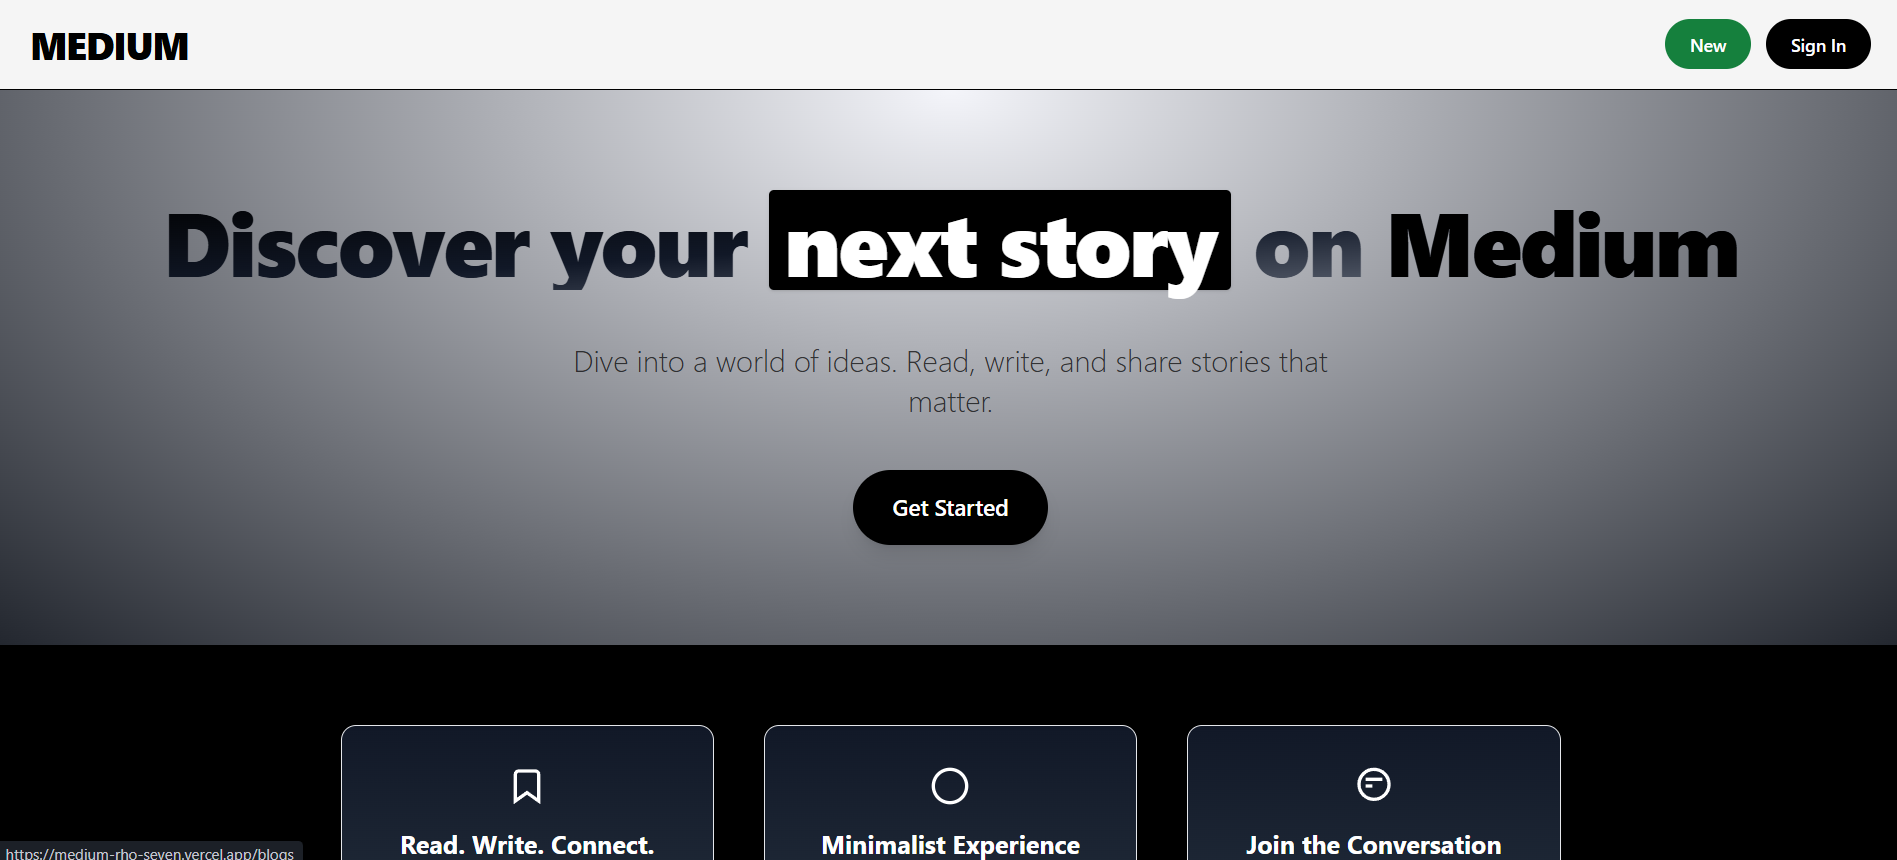 MEDIUM
New
Sign In
Discover your next story on Medium
Dive into a world of ideas. Read, write, and share stories that
matter.
Get Started
Read. Write. Connect.
Minimalist Experience
Join the Conversation
https://medium-rho-seven.vercel.app/blogs